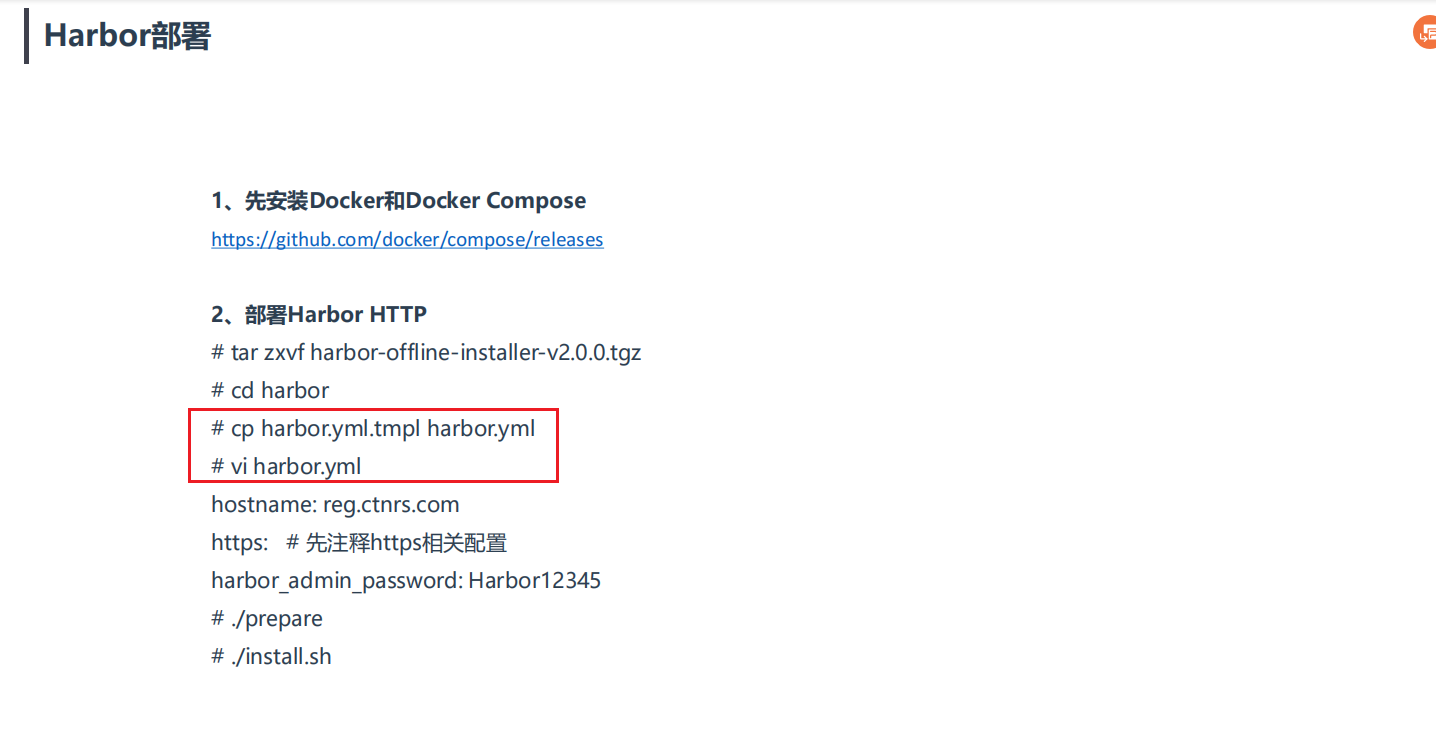 Harbor部署
1、先安装Docker和Docker Compose
https://github.com/docker/compose/releases
2、部署Harbor HTTP
# tar zxvf harbor-offline-installer-v2.0.0.tgz
# cd harbor
# cp harbor.yml.tmpl harbor.yml
# vi harbor.yml
hostname: reg.ctnrs.com
https:   # 先注释https相关配置
harbor_admin_password: Harbor12345
# ./prepare
# ./install.sh